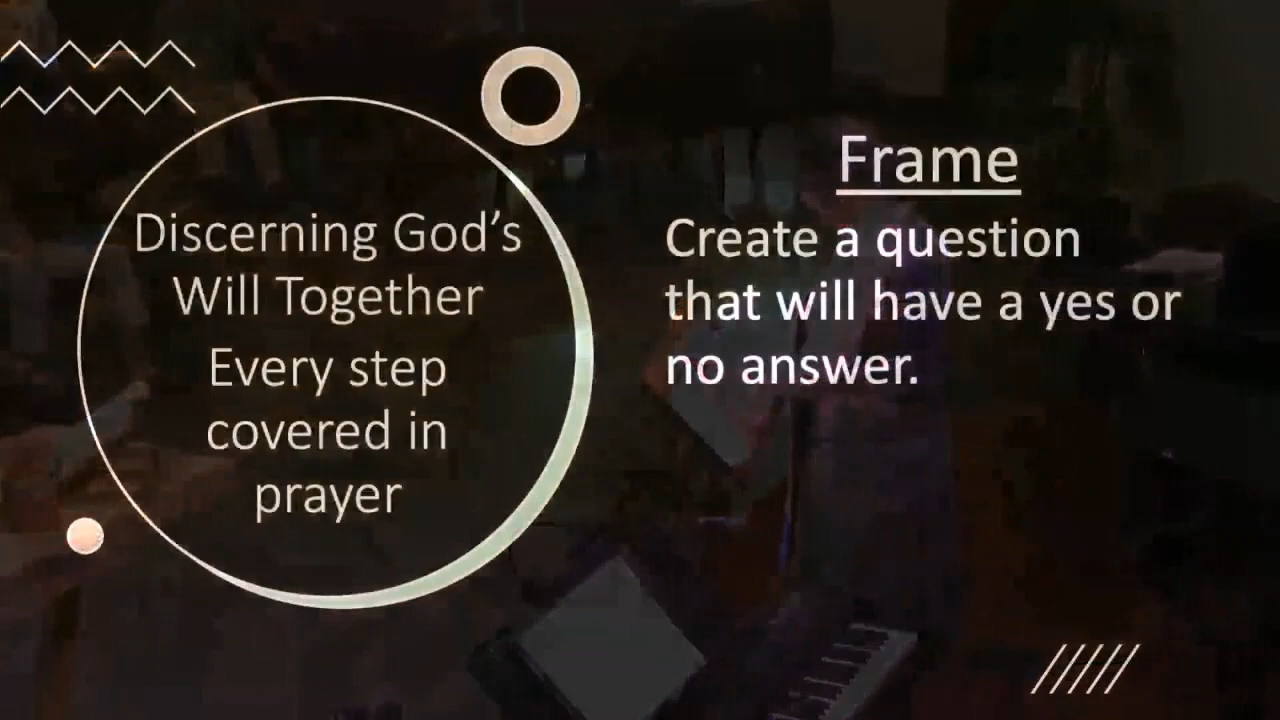 Discerning God’s
Will Together
Every step
covered in
prayer
Frame
Create a question
that will have a yes or
no answer.